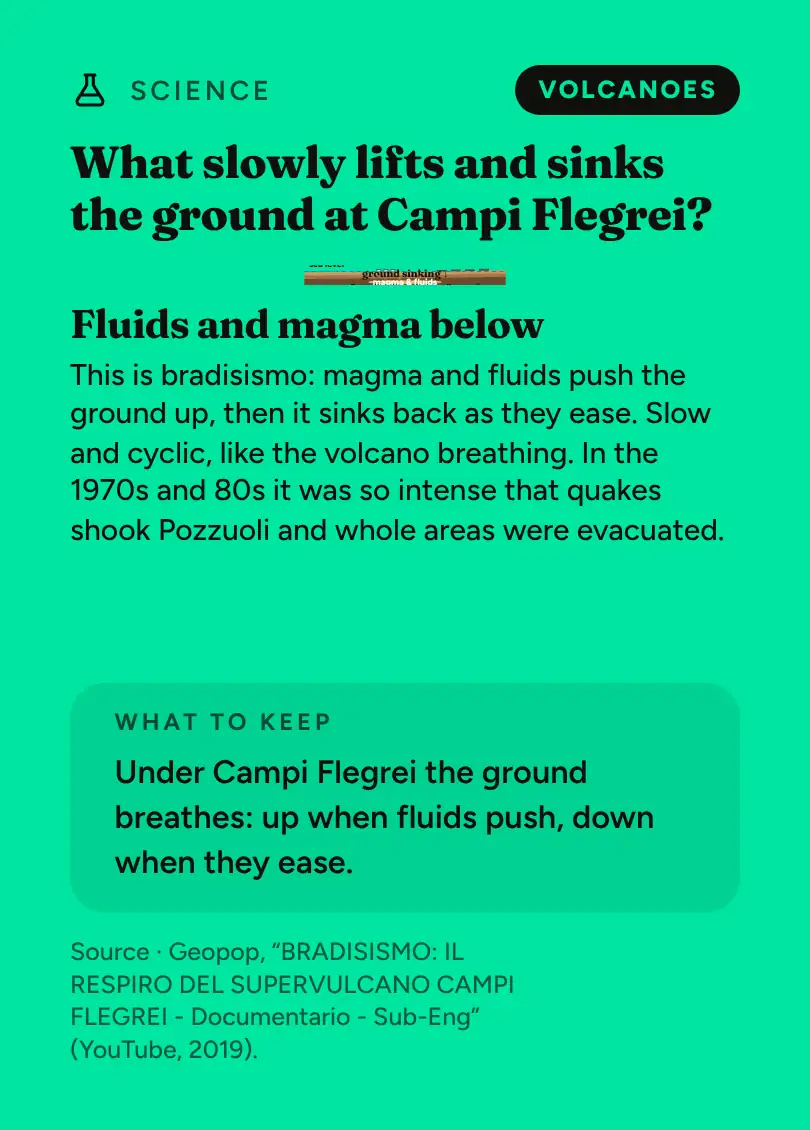 SCIENCE
VOLCANOES
What slowly lifts and sinks
the ground at Campi Flegrei?
ground sinking
magma & fluids
Fluids and magma below
This is bradisismo: magma and fluids push the
ground up, then it sinks back as they ease. Slow
and cyclic, like the volcano breathing. In the
1970s and 80s it was so intense that quakes
shook Pozzuoli and whole areas were evacuated.
WHAT TO KEEP
Under Campi Flegrei the ground
breathes: up when fluids push, down
when they ease.
Source · Geopop, “BRADISISMO: IL
RESPIRO DEL SUPERVULCANO CAMPI
FLEGREI - Documentario - Sub-Eng”
(YouTube, 2019).